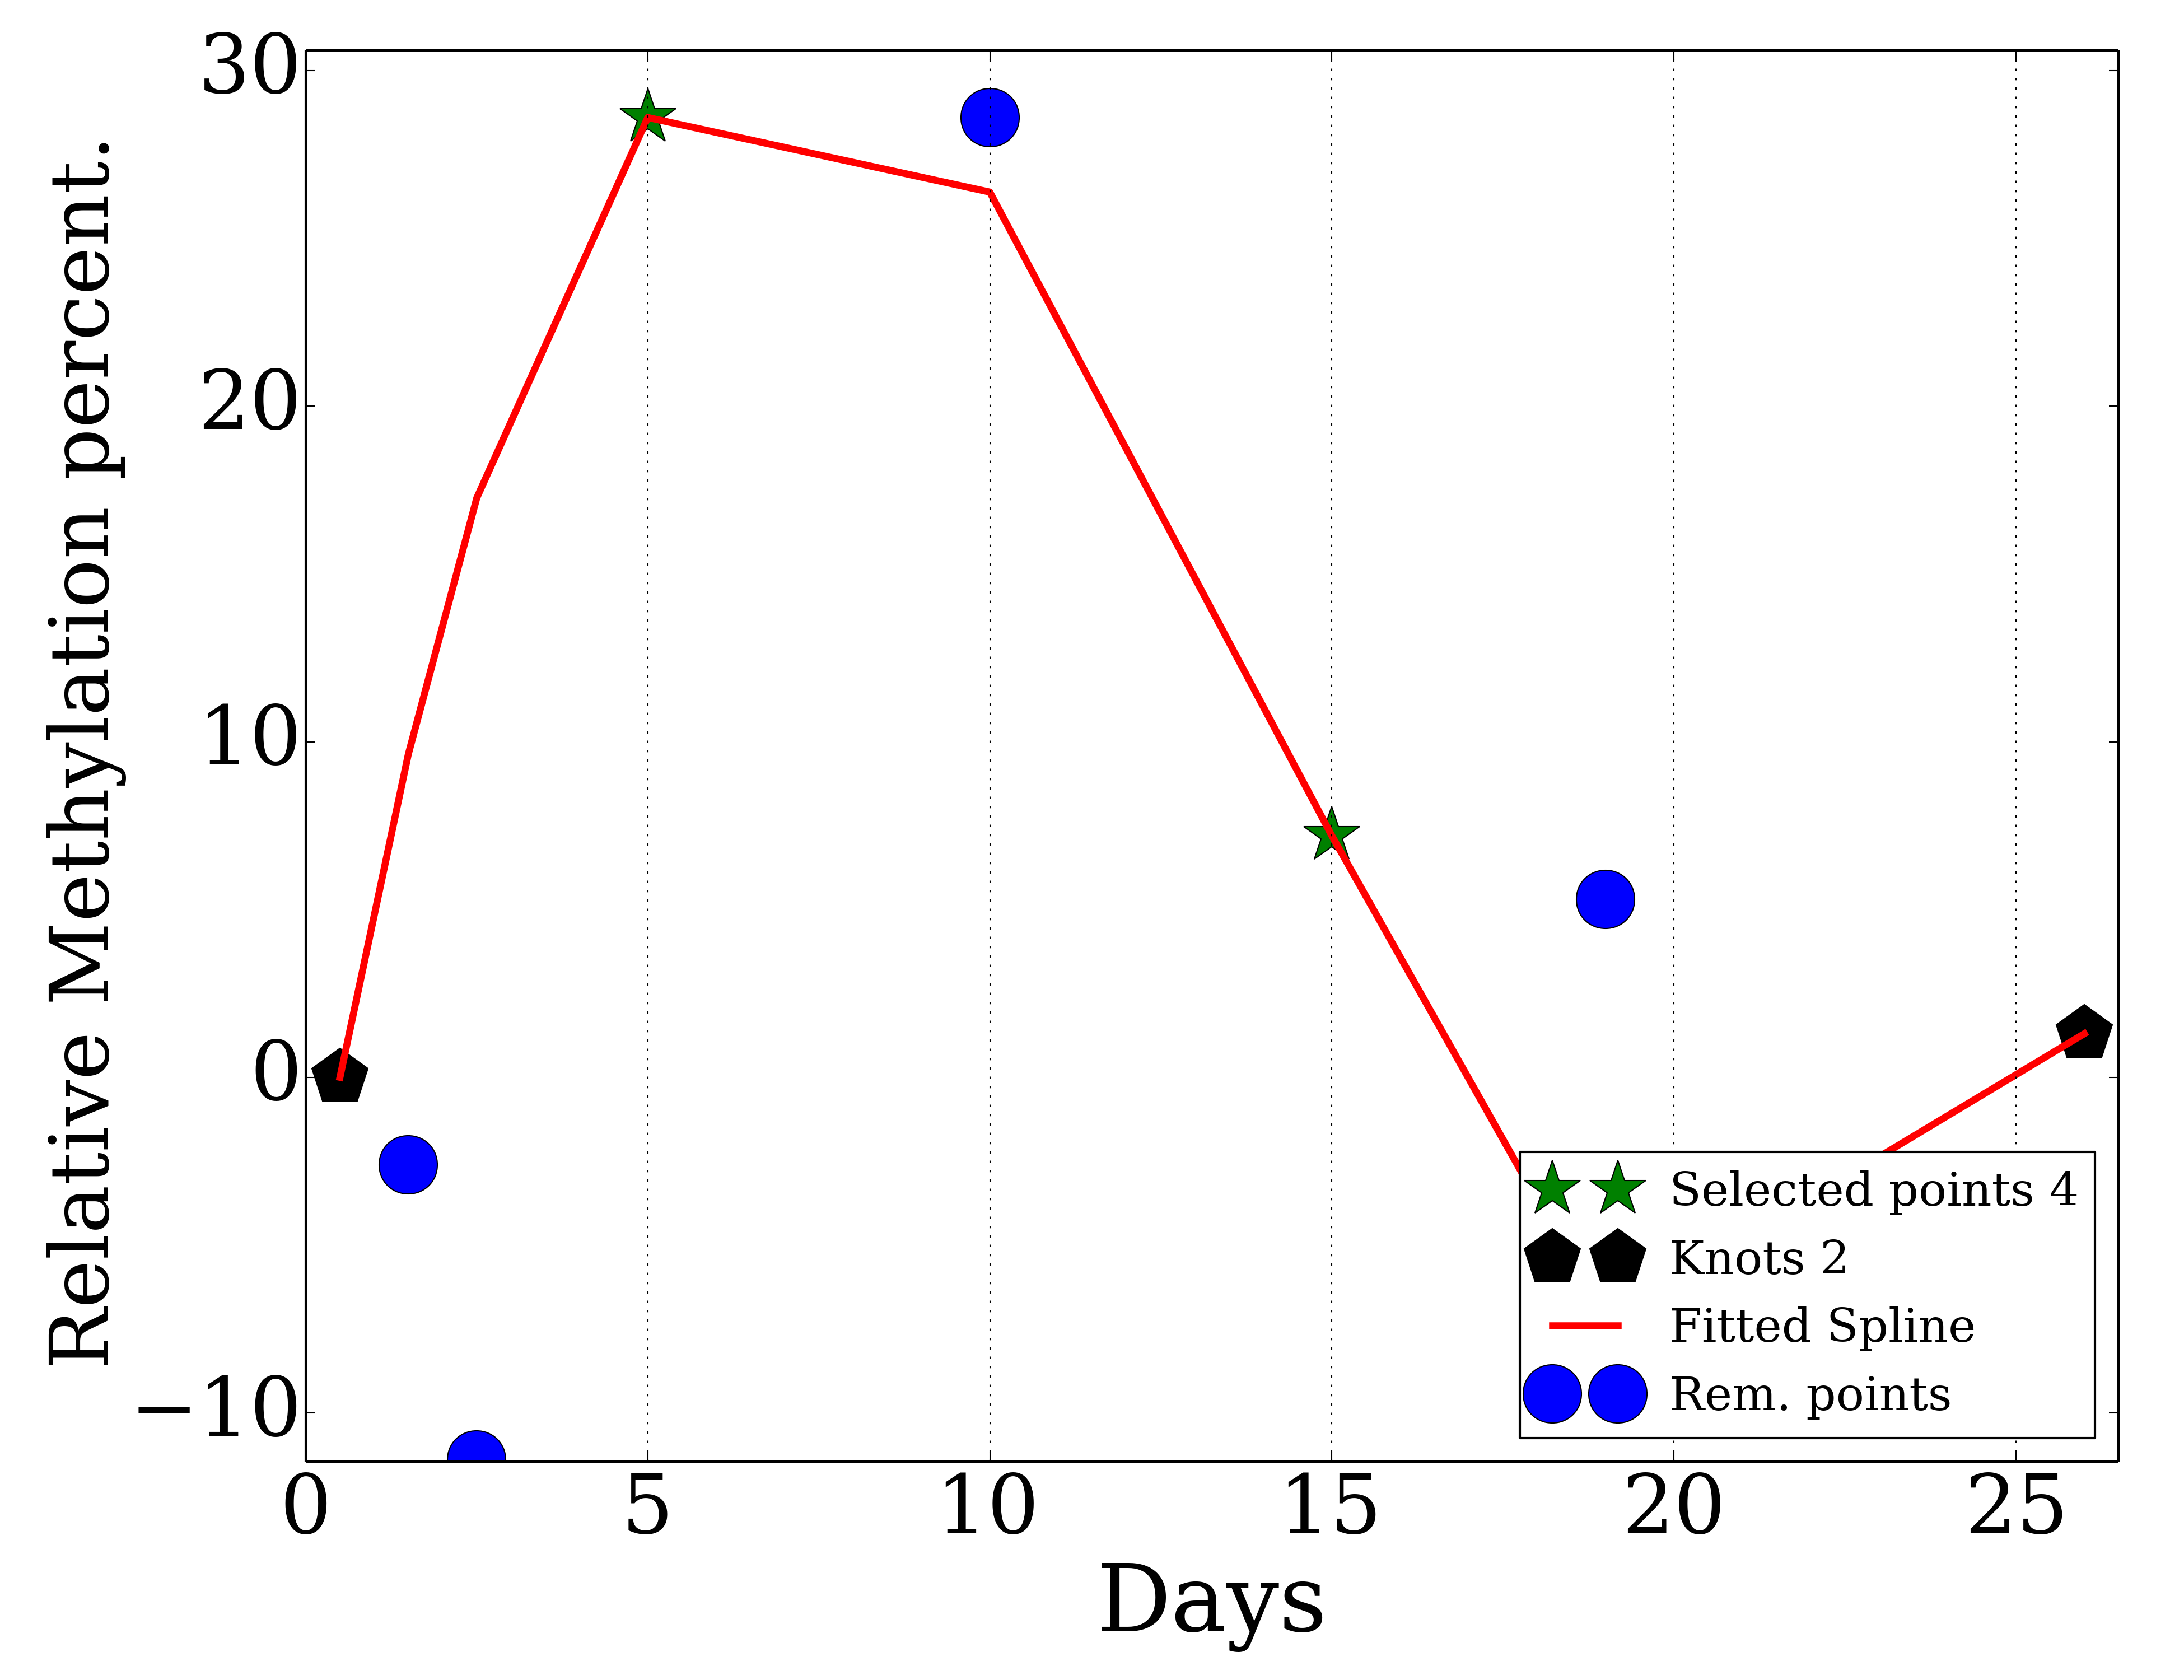 30
20
10
0
−10
Relative Methylation percent.
0 5 10 15 20 25
Days
Selected points 4
Knots 2
Fitted Spline
Rem. points